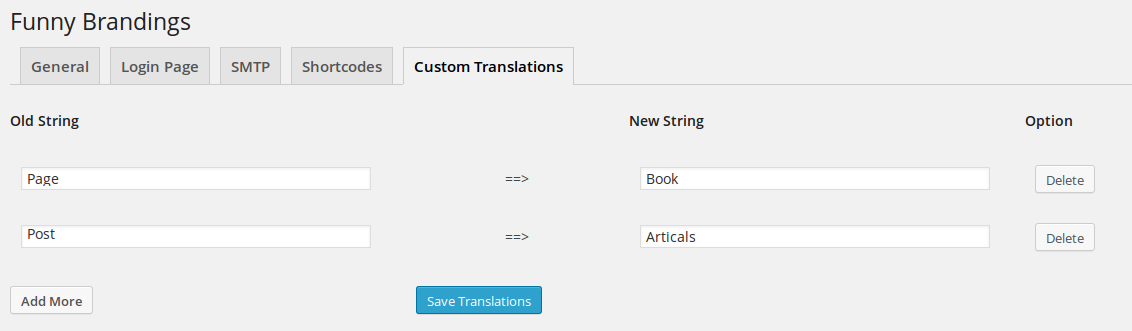 Funny Brandings
General Login Page SMTP Shortcodes Custom Translations
Old String New String Option
Page ==> Book Delete
Post ==> Articals Delete
Add More Save Translations